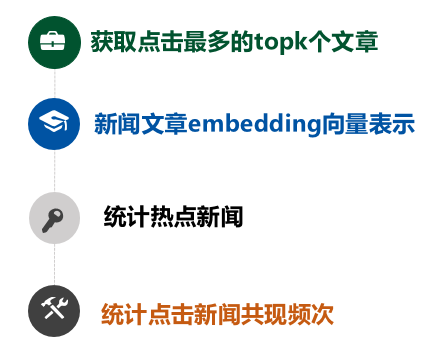 获取点击最多的topk个文章
新闻文章embedding向量表示
统计热点新闻
统计点击新闻共现频次